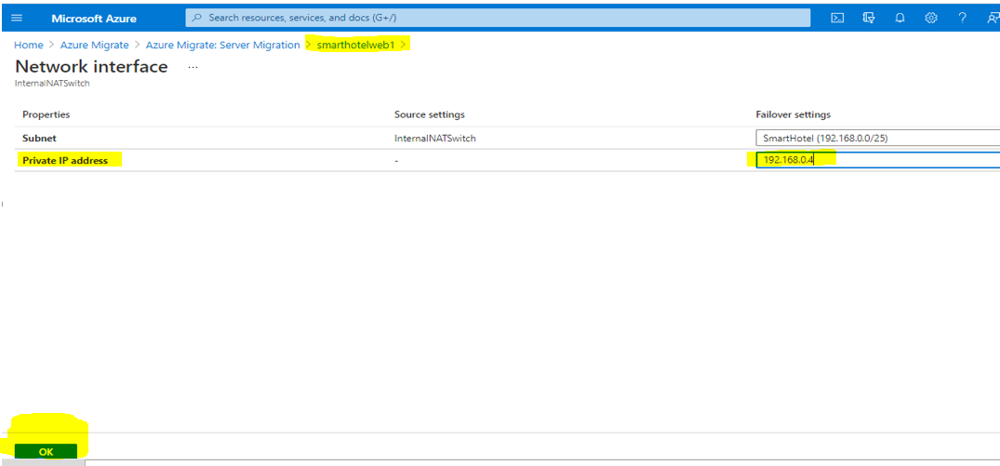 Microsoft Azure
Search resources, services, and docs (G+/)
Home > Azure Migrate > Azure Migrate: Server Migration > smarthotelweb1 >
Network interface ...
InternalNATSwitch
Properties Source settings Failover settings
Subnet InternalNATSwitch SmartHotel (192.168.0.0/25)
Private IP address - 192.168.0.4
OK